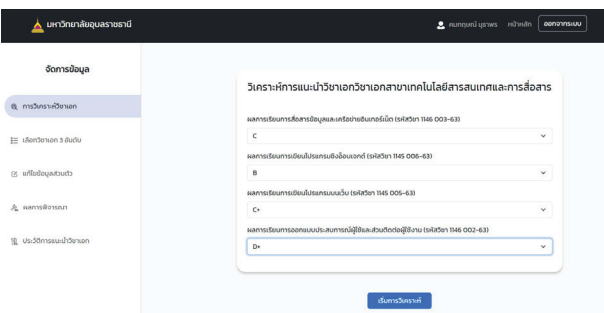 มหาวิทยาลัยอุบลราชธานี
หน้าหลัก
ออกจากระบบ
จัดการข้อมูล
การวิเคราะห์วิชาเอก
เลือกวิชาเอก 3 อันดับ
แก้ไขข้อมูลส่วนตัว
ผลการพิจารณา
ประวัติการแนะนำวิชาเอก
วิเคราะห์การแนะนำวิชาเอกวิชาเอกสาขาเทคโนโลยีสารสนเทศและการสื่อสาร
ผลการเรียนการสื่อสารข้อมูลและเครือข่ายอินเทอร์เน็ต (รหัสวิชา 1146 003-63)
C
ผลการเรียนการเขียนโปรแกรมเชิงอ็อบเจกต์ (รหัสวิชา 1145 006-63)
B
ผลการเรียนการเขียนโปรแกรมบนเว็บ (รหัสวิชา 1145 005-63)
C+
ผลการเรียนการออกแบบประสบการณ์ผู้ใช้และส่วนติดต่อผู้ใช้งาน (รหัสวิชา 1146 002-63)
D+
เริ่มการวิเคราะห์